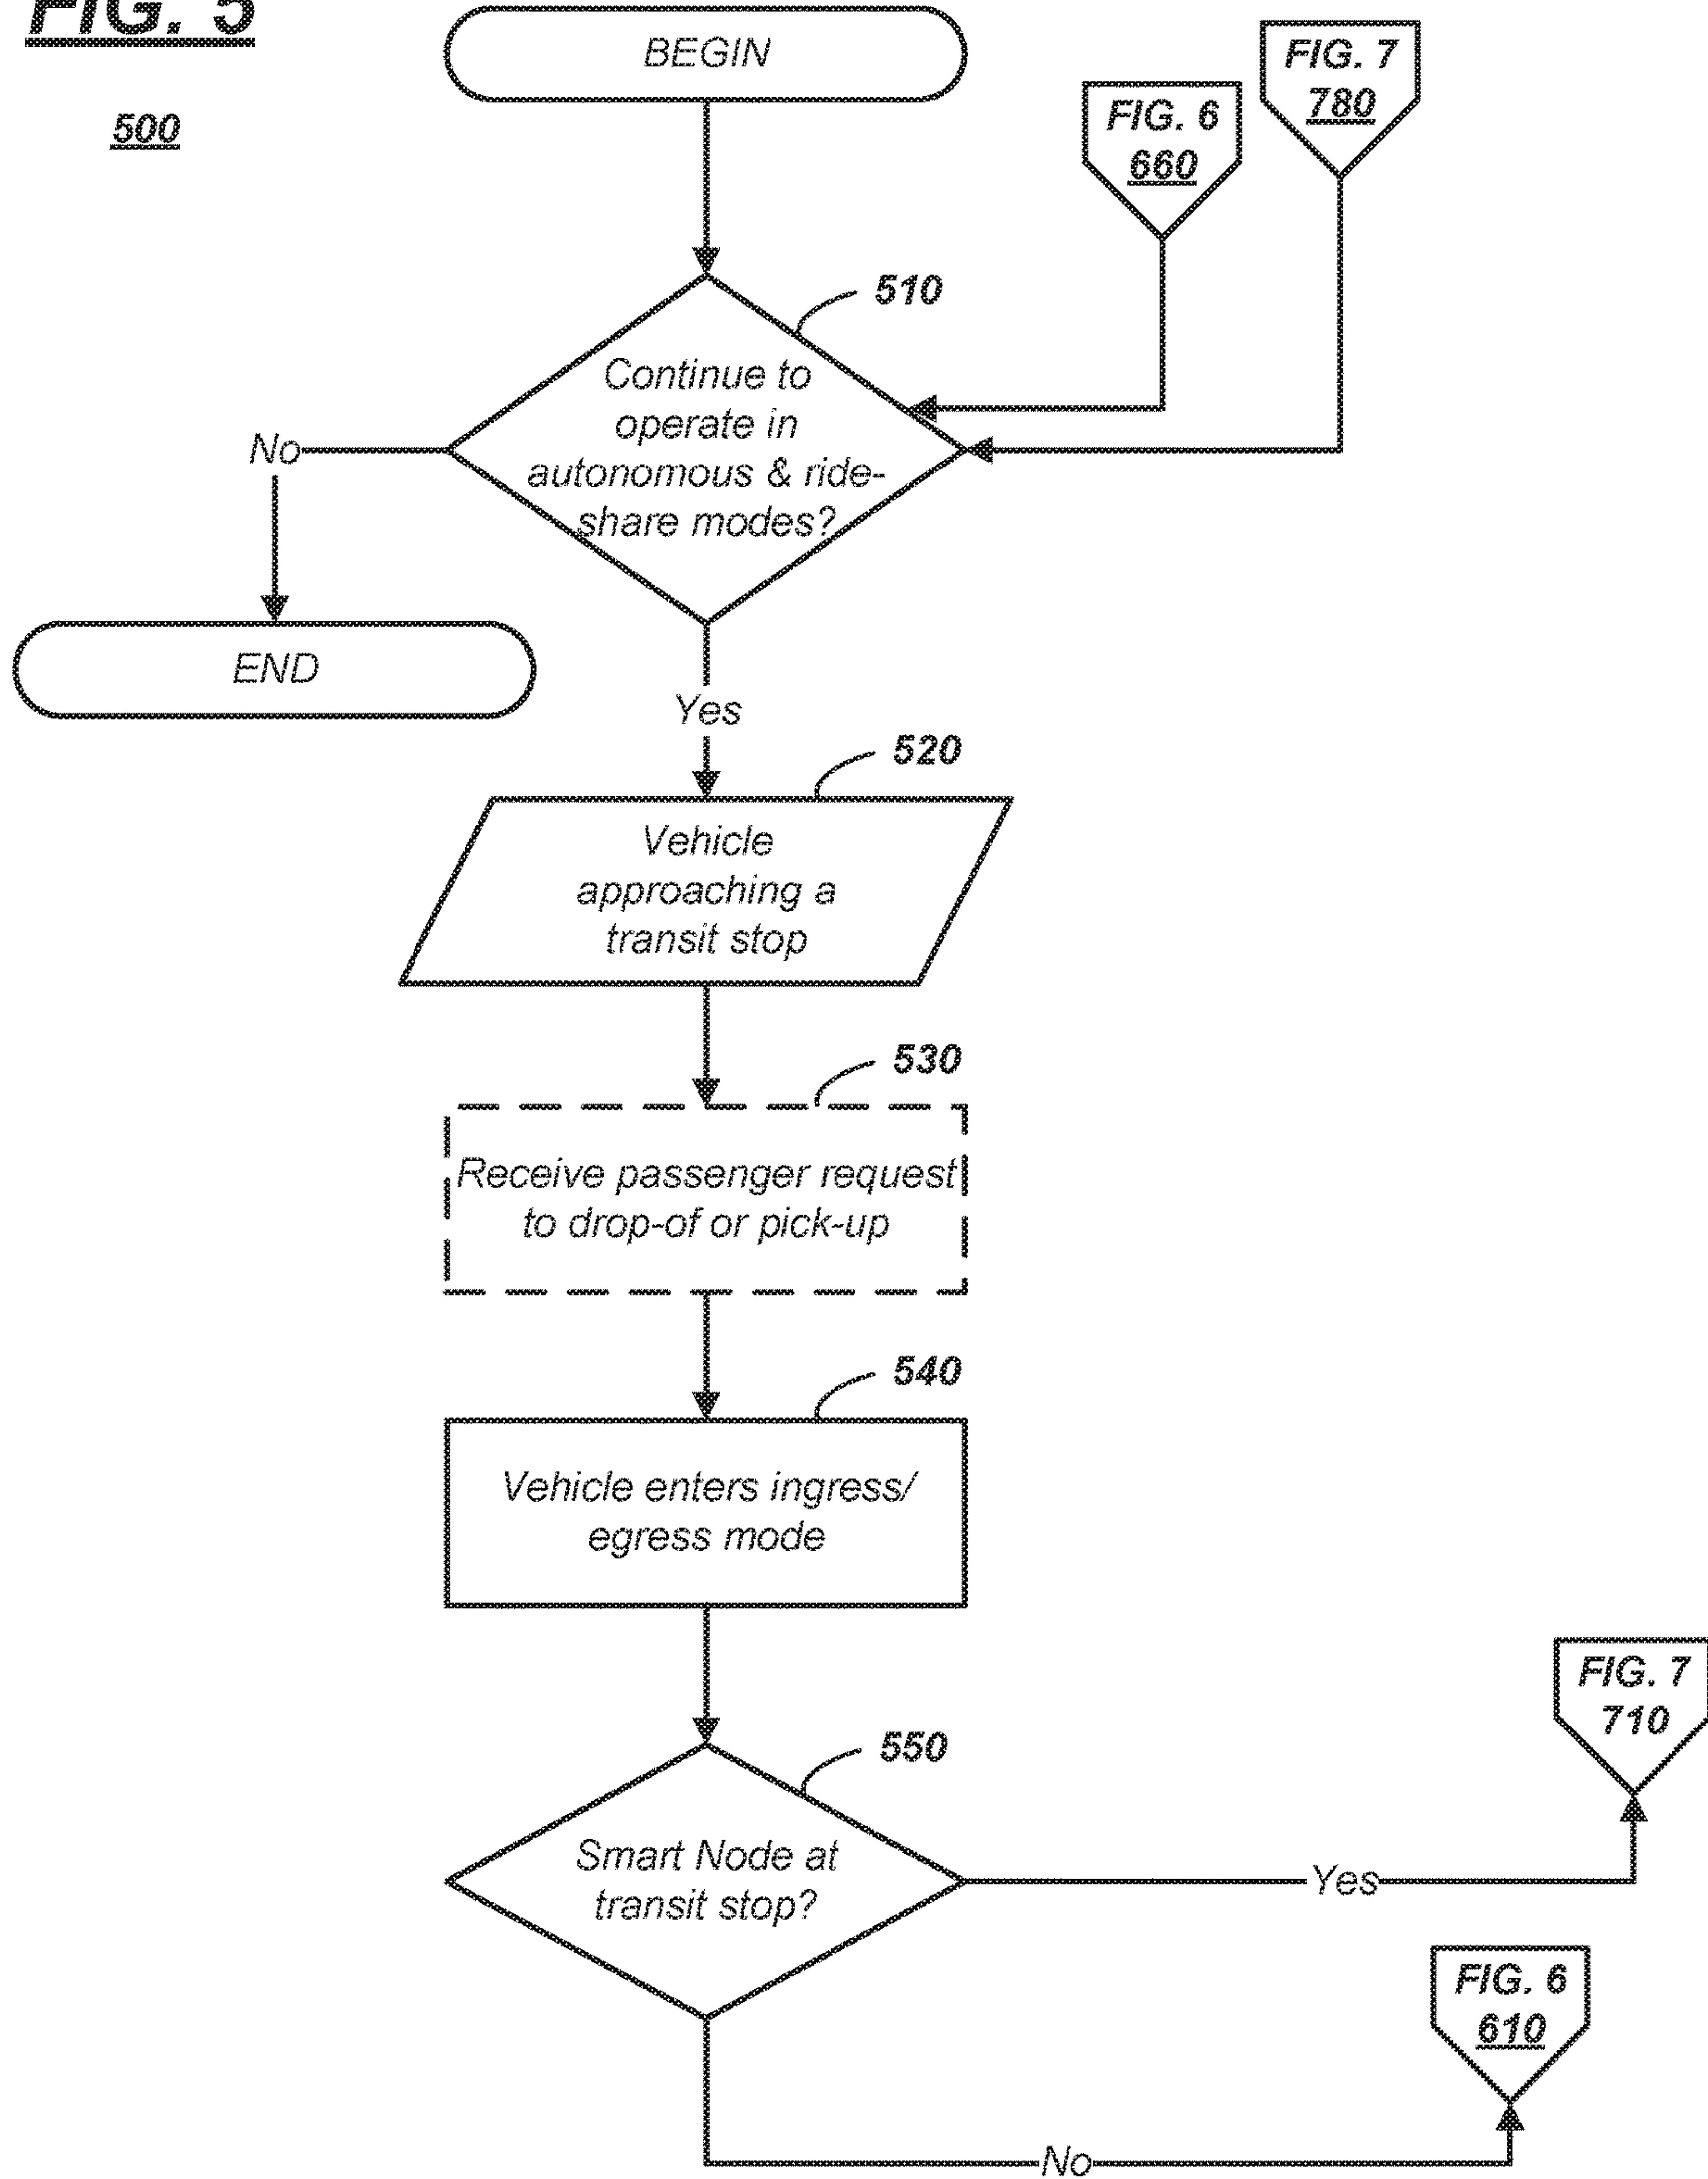 FIG. 5
500
BEGIN
FIG. 7
780
FIG. 6
660
510
Continue to
operate in
autonomous & ride-
share modes?
No
END
Yes
520
Vehicle
approaching a
transit stop
530
Receive passenger request
to drop-of or pick-up
540
Vehicle enters ingress/
egress mode
550
Smart Node at
transit stop?
Yes
FIG. 7
710
No
FIG. 6
610